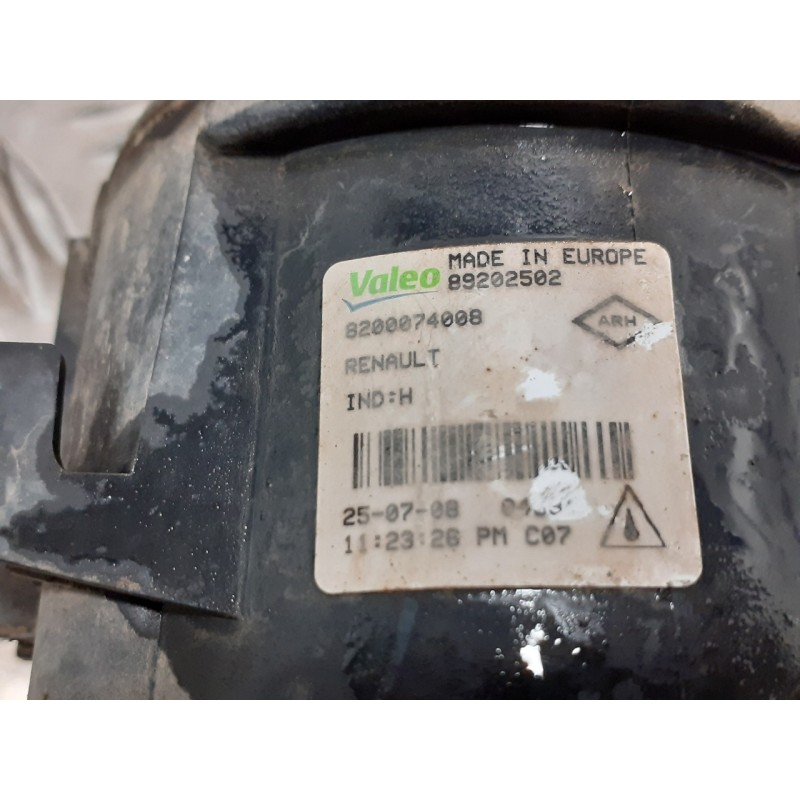 Valeo MADE IN EUROPE
89202502
8200074008
ARH
RENAULT
IND:H
25-07-08
11:23:26 PM C07